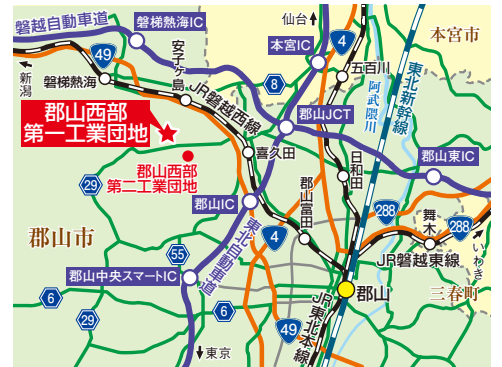 磐越自動車道
磐梯熱海IC
仙台
本宮IC
4
本宮市
49
安子ヶ島
五百川
新潟
磐梯熱海
JR磐越西線
8
阿武隈川
東北新幹線
郡山西部
第一工業団地
郡山JCT
喜久田
日和田
郡山東IC
郡山西部
第二工業団地
29
郡山IC
郡山富田
288
舞木
288
いわき
郡山市
4
東北自動車道
55
JR磐越東線
郡山中央スマートIC
郡山
三春町
6
29
6
49
JR東北本線
東京